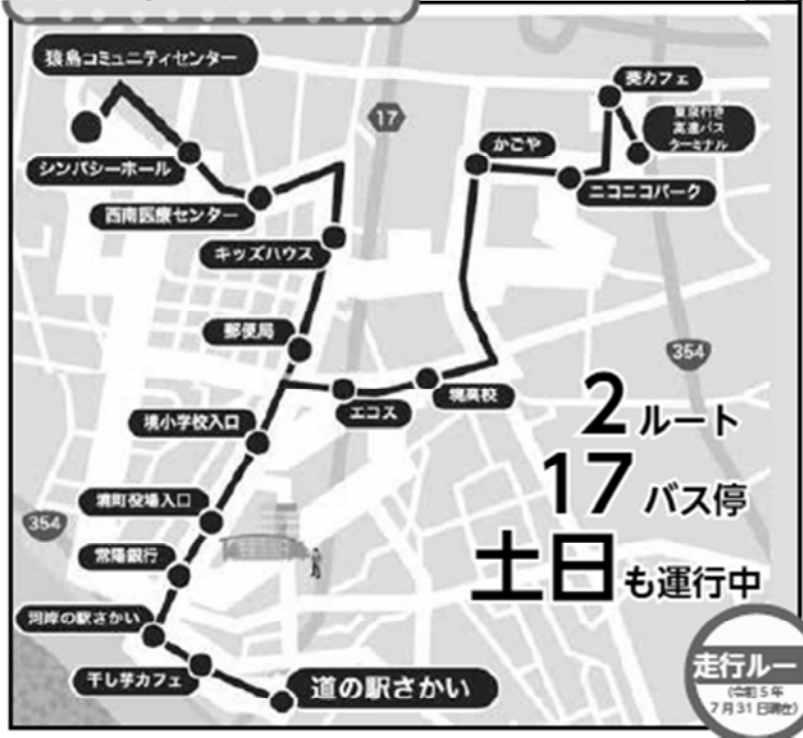 猿島コミュニティセンター
シンパシーホール
西南医療センター
キッズハウス
郵便局
境小学校入口
境町役場入口
常陽銀行
河岸の駅さかい
干し芋カフェ
道の駅さかい
17
かごや
葵カフェ
東京行き
高速バス
ターミナル
ニコニコパーク
エコス
境高校
354
354
2ルート
17バス停
土日も運行中
走行ルー
(令和5年
7月31日現在)